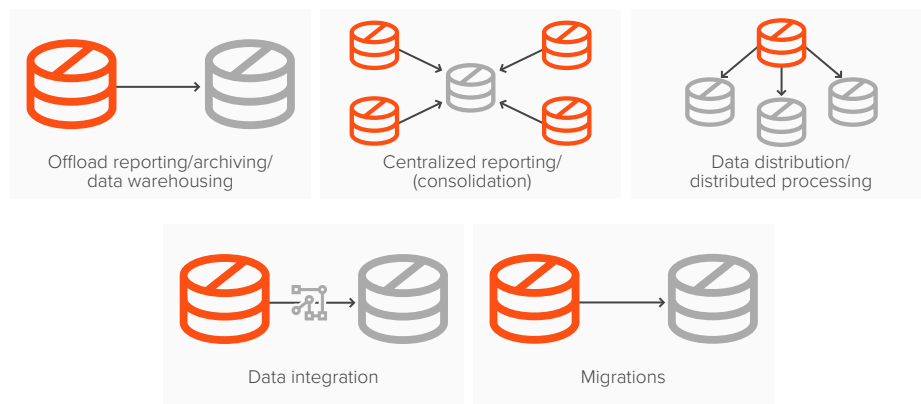 Offload reporting/archiving/
data warehousing
Centralized reporting/
(consolidation)
Data distribution/
distributed processing
Data integration
Migrations